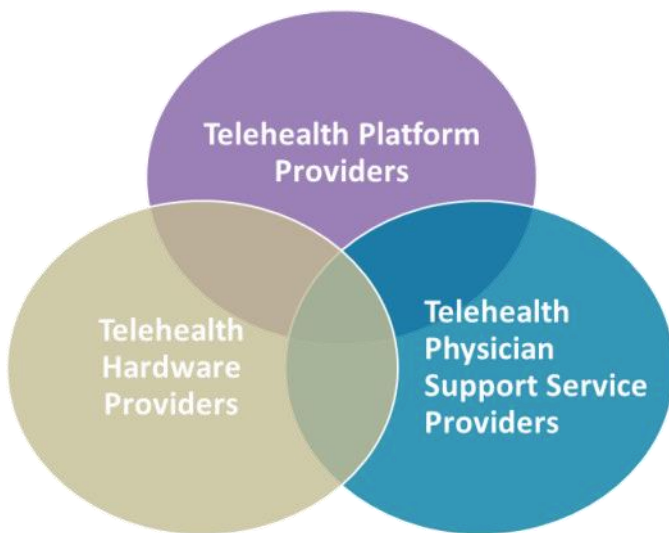 Telehealth Platform
Providers
Telehealth
Hardware
Providers
Telehealth
Physician
Support Service
Providers